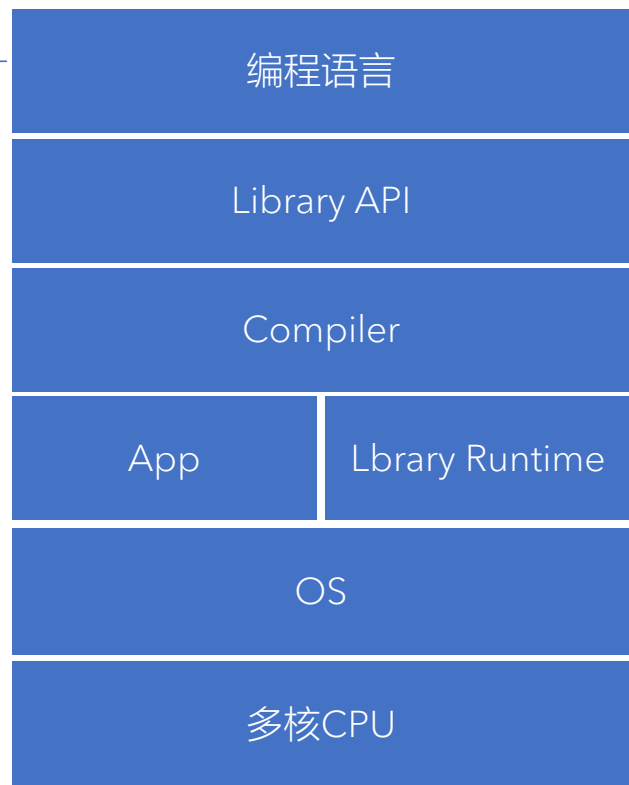 编程语言
Library API
Compiler
App
Lbrary Runtime
OS
多核CPU